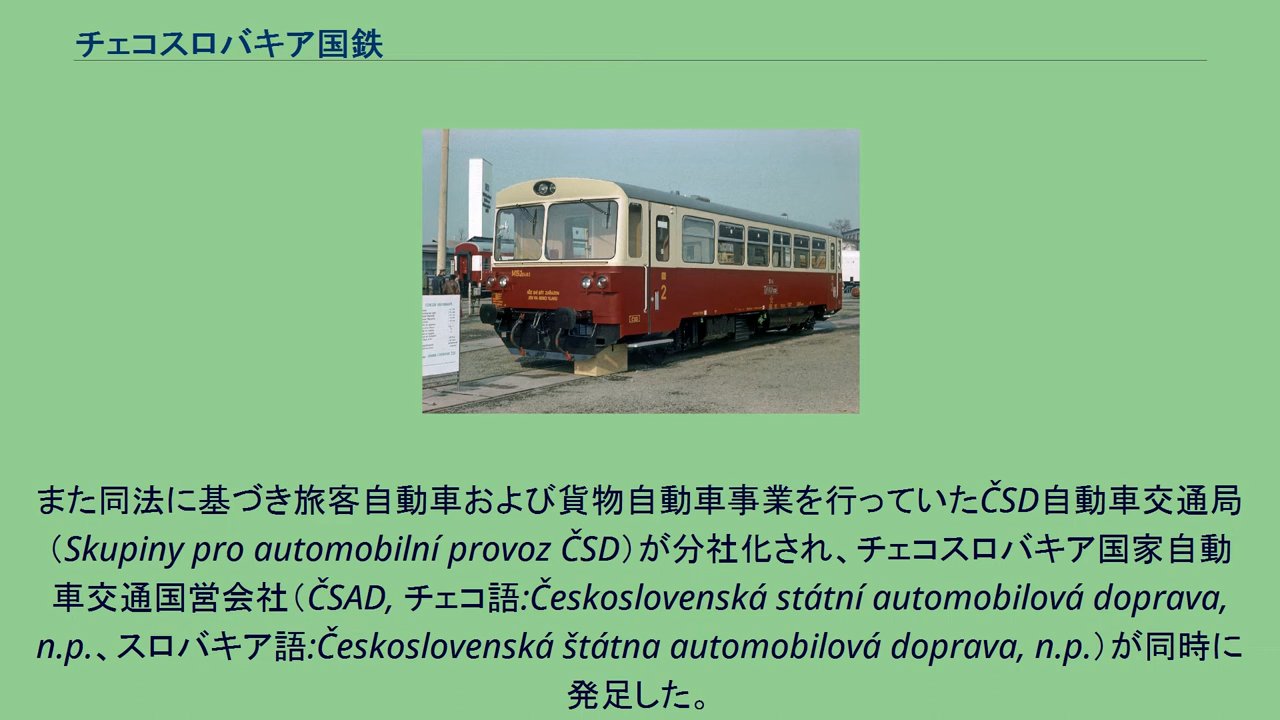 チェコスロバキア国鉄
2
また同法に基づき旅客自動車および貨物自動車事業を行っていたČSD自動車交通局
（Skupiny pro automobilní provoz ČSD）が分社化され、チェコスロバキア国家自動
車交通国営会社（ČSAD, チェコ語:Československá státní automobilová doprava,
n.p.、スロバキア語:Československá štátna automobilová doprava, n.p.）が同時に
発足した。